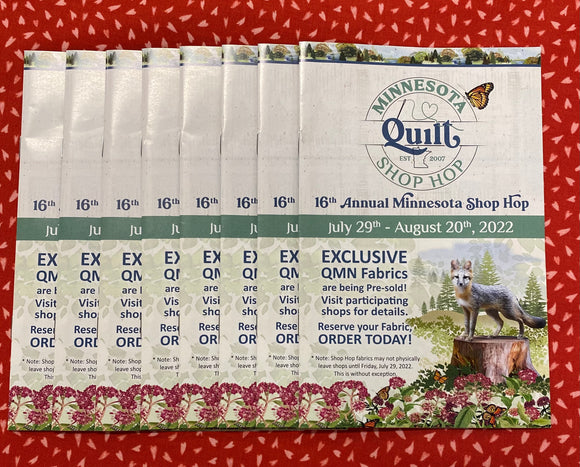 MINNESOTA
Quilt
EST 2007
SHOP HOP
16th Annual Minnesota Shop Hop
July 29th - August 20th, 2022
EXCLUSIVE
QMN Fabrics
are being Pre-sold!
Visit participating
shops for details.
Reserve your Fabric,
ORDER TODAY!
* Note: Shop Hop fabrics may not physically
leave shops until Friday, July 29, 2022.
This is without exception.